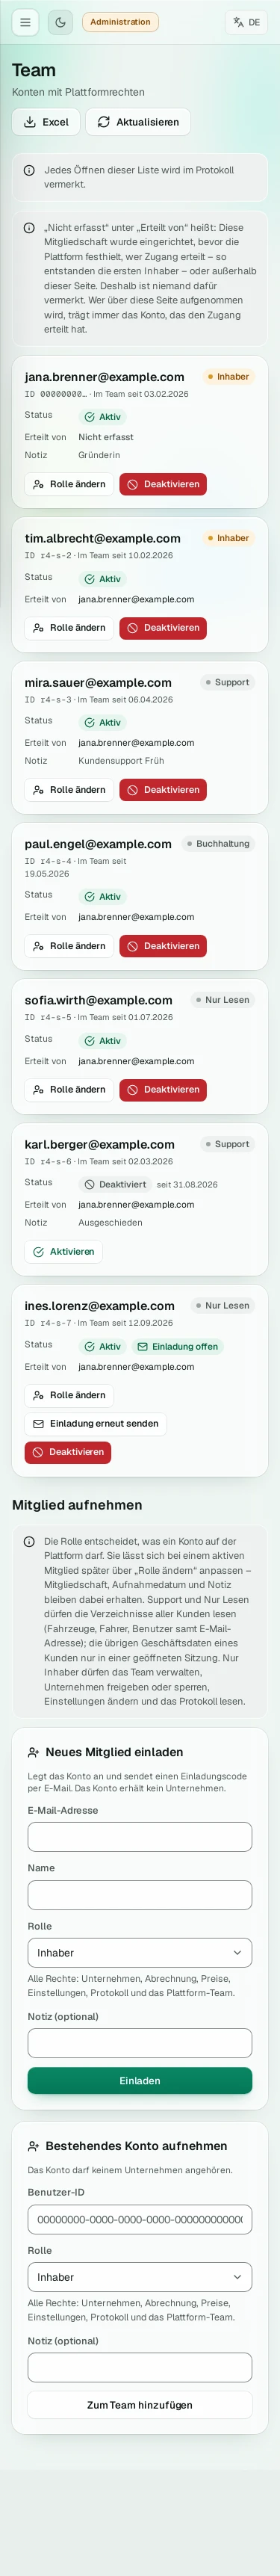 Administration
DE
Team
Konten mit Plattformrechten
Excel
Aktualisieren
Jedes Öffnen dieser Liste wird im Protokoll
vermerkt.
„Nicht erfasst“ unter „Erteilt von“ heißt: Diese
Mitgliedschaft wurde eingerichtet, bevor die
Plattform festhielt, wer Zugang erteilt – so
entstanden die ersten Inhaber – oder außerhalb
dieser Seite. Deshalb ist niemand dafür
vermerkt. Wer über diese Seite aufgenommen
wird, trägt immer das Konto, das den Zugang
erteilt hat.
jana.brenner@example.com
Inhaber
ID 00000000… · Im Team seit 03.02.2026
Status
Aktiv
Erteilt von
Nicht erfasst
Notiz
Gründerin
Rolle ändern
Deaktivieren
tim.albrecht@example.com
Inhaber
ID r4-s-2 · Im Team seit 10.02.2026
Status
Aktiv
Erteilt von
jana.brenner@example.com
Rolle ändern
Deaktivieren
mira.sauer@example.com
Support
ID r4-s-3 · Im Team seit 06.04.2026
Status
Aktiv
Erteilt von
jana.brenner@example.com
Notiz
Kundensupport Früh
Rolle ändern
Deaktivieren
paul.engel@example.com
Buchhaltung
ID r4-s-4 · Im Team seit
19.05.2026
Status
Aktiv
Erteilt von
jana.brenner@example.com
Rolle ändern
Deaktivieren
sofia.wirth@example.com
Nur Lesen
ID r4-s-5 · Im Team seit 01.07.2026
Status
Aktiv
Erteilt von
jana.brenner@example.com
Rolle ändern
Deaktivieren
karl.berger@example.com
Support
ID r4-s-6 · Im Team seit 02.03.2026
Status
Deaktiviert
seit 31.08.2026
Erteilt von
jana.brenner@example.com
Notiz
Ausgeschieden
Aktivieren
ines.lorenz@example.com
Nur Lesen
ID r4-s-7 · Im Team seit 12.09.2026
Status
Aktiv
Einladung offen
Erteilt von
jana.brenner@example.com
Rolle ändern
Einladung erneut senden
Deaktivieren
Mitglied aufnehmen
Die Rolle entscheidet, was ein Konto auf der
Plattform darf. Sie lässt sich bei einem aktiven
Mitglied später über „Rolle ändern“ anpassen –
Mitgliedschaft, Aufnahmedatum und Notiz
bleiben dabei erhalten. Support und Nur Lesen
dürfen die Verzeichnisse aller Kunden lesen
(Fahrzeuge, Fahrer, Benutzer samt E-Mail-
Adresse); die übrigen Geschäftsdaten eines
Kunden nur in einer geöffneten Sitzung. Nur
Inhaber dürfen das Team verwalten,
Unternehmen freigeben oder sperren,
Einstellungen ändern und das Protokoll lesen.
Neues Mitglied einladen
Legt das Konto an und sendet einen Einladungscode
per E-Mail. Das Konto erhält kein Unternehmen.
E-Mail-Adresse
Name
Rolle
Inhaber
Alle Rechte: Unternehmen, Abrechnung, Preise,
Einstellungen, Protokoll und das Plattform-Team.
Notiz (optional)
Einladen
Bestehendes Konto aufnehmen
Das Konto darf keinem Unternehmen angehören.
Benutzer-ID
00000000-0000-0000-0000-000000000000
Rolle
Inhaber
Alle Rechte: Unternehmen, Abrechnung, Preise,
Einstellungen, Protokoll und das Plattform-Team.
Notiz (optional)
Zum Team hinzufügen